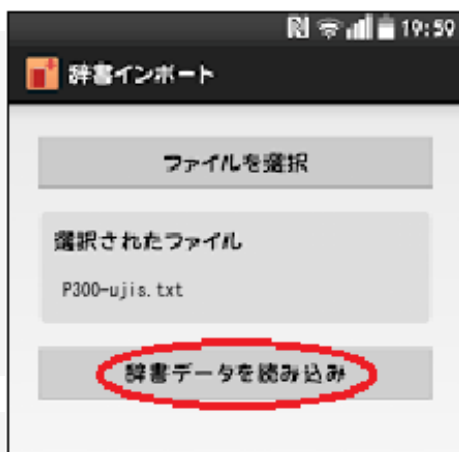 19:59
辞書インポート
ファイルを選択
選択されたファイル
P300-ujis.txt
辞書データを読み込み